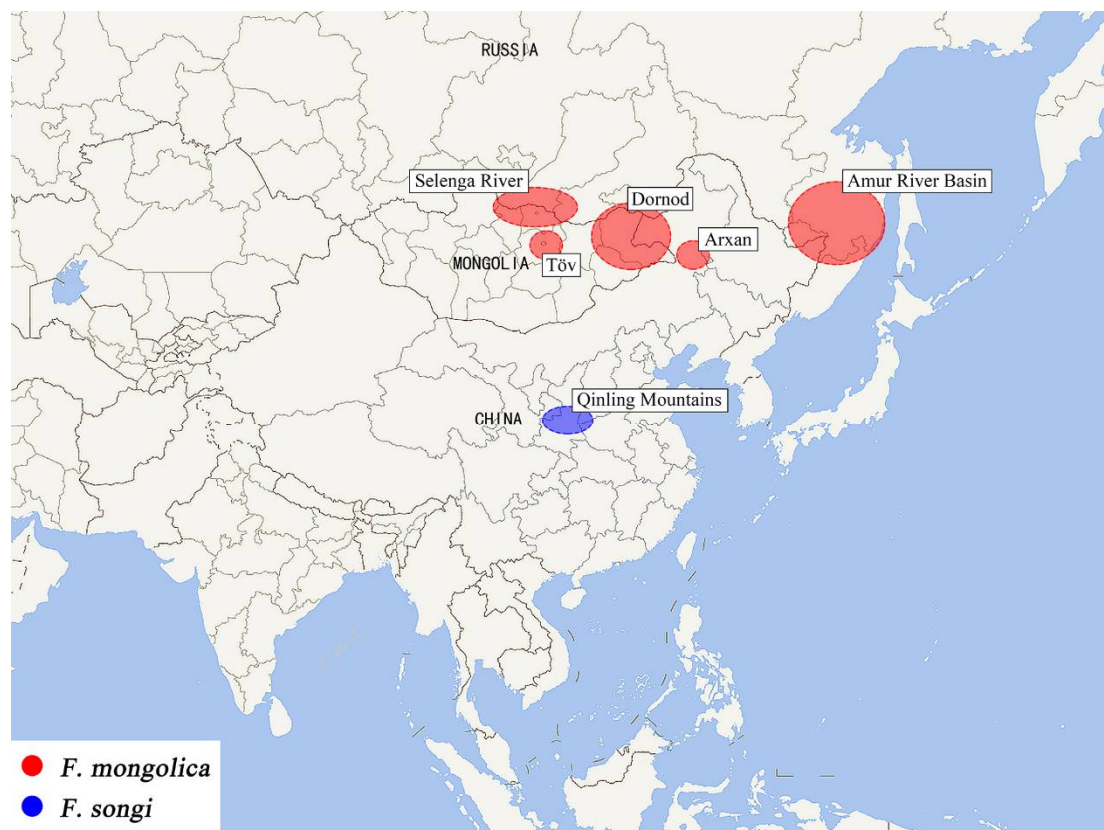 RUSSIA
Selenga River
Amur River Basin
Dornod
Arxan
MONGOLIA
Töv
Qinling Mountains
CHINA
F. mongolica
F. songi